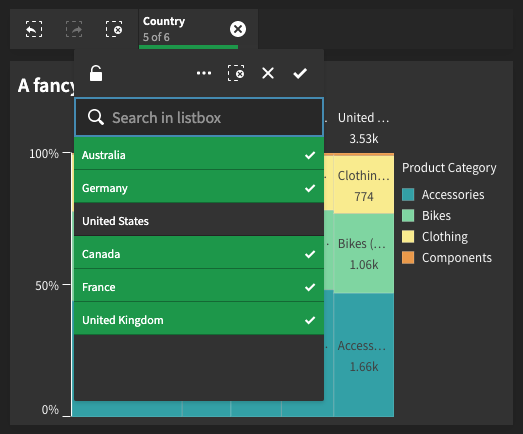 Country
5 of 6
A fancy
Search in listbox
Australia
Germany
United States
Canada
France
United Kingdom
100%
50%
0%
United ...
3.53k
Clothin...
774
Bikes (...
1.06k
Access...
1.66k
Product Category
Accessories
Bikes
Clothing
Components